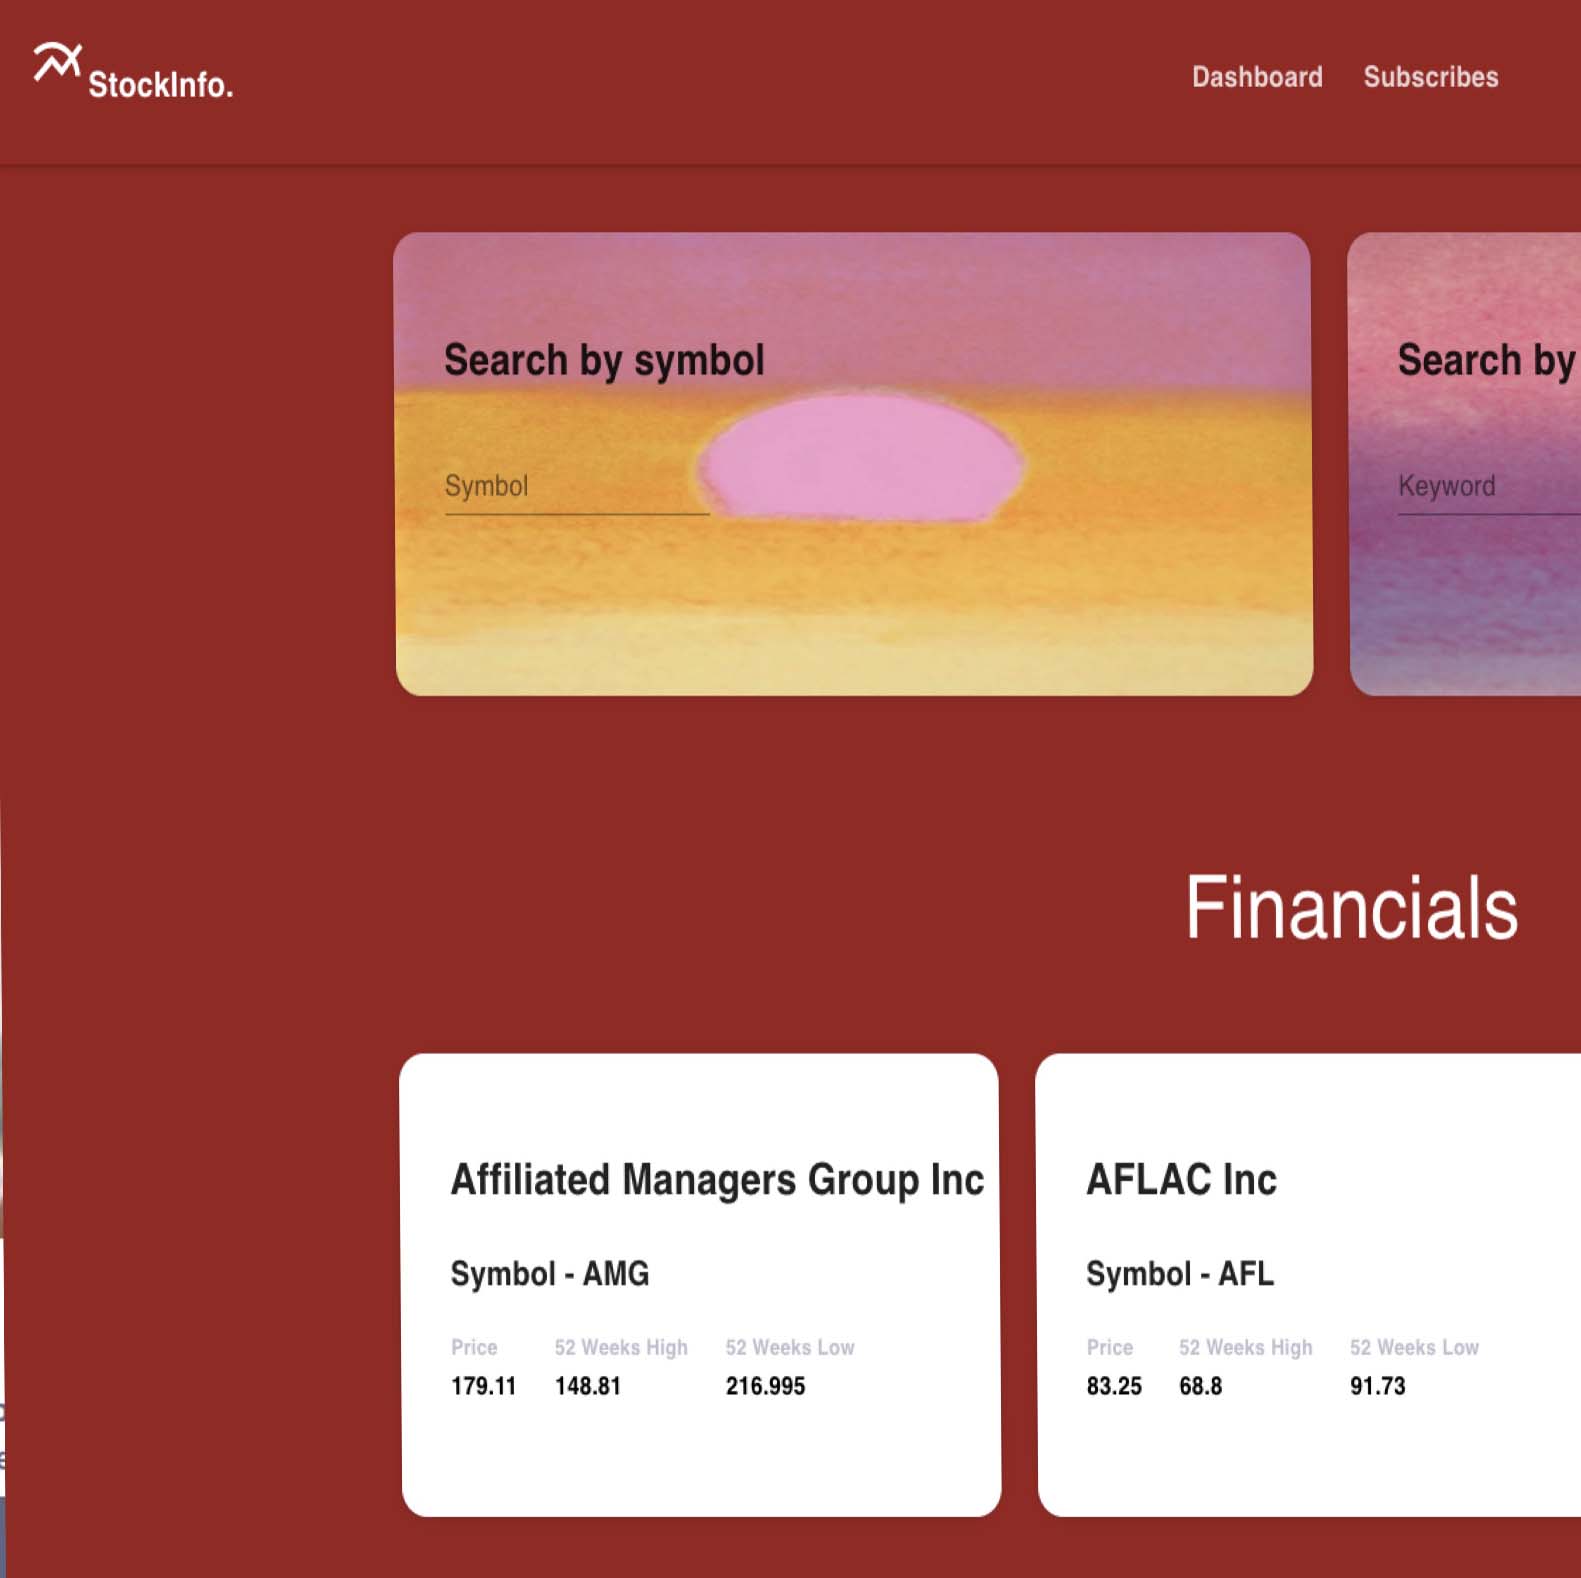 StockInfo.
Dashboard Subscribes
Search by symbol
Search by
Symbol
Keyword
Financials
Affiliated Managers Group Inc
AFLAC Inc
Symbol - AMG
Symbol - AFL
Price 52 Weeks High 52 Weeks Low
179.11 148.81 216.995
Price 52 Weeks High 52 Weeks Low
83.25 68.8 91.73